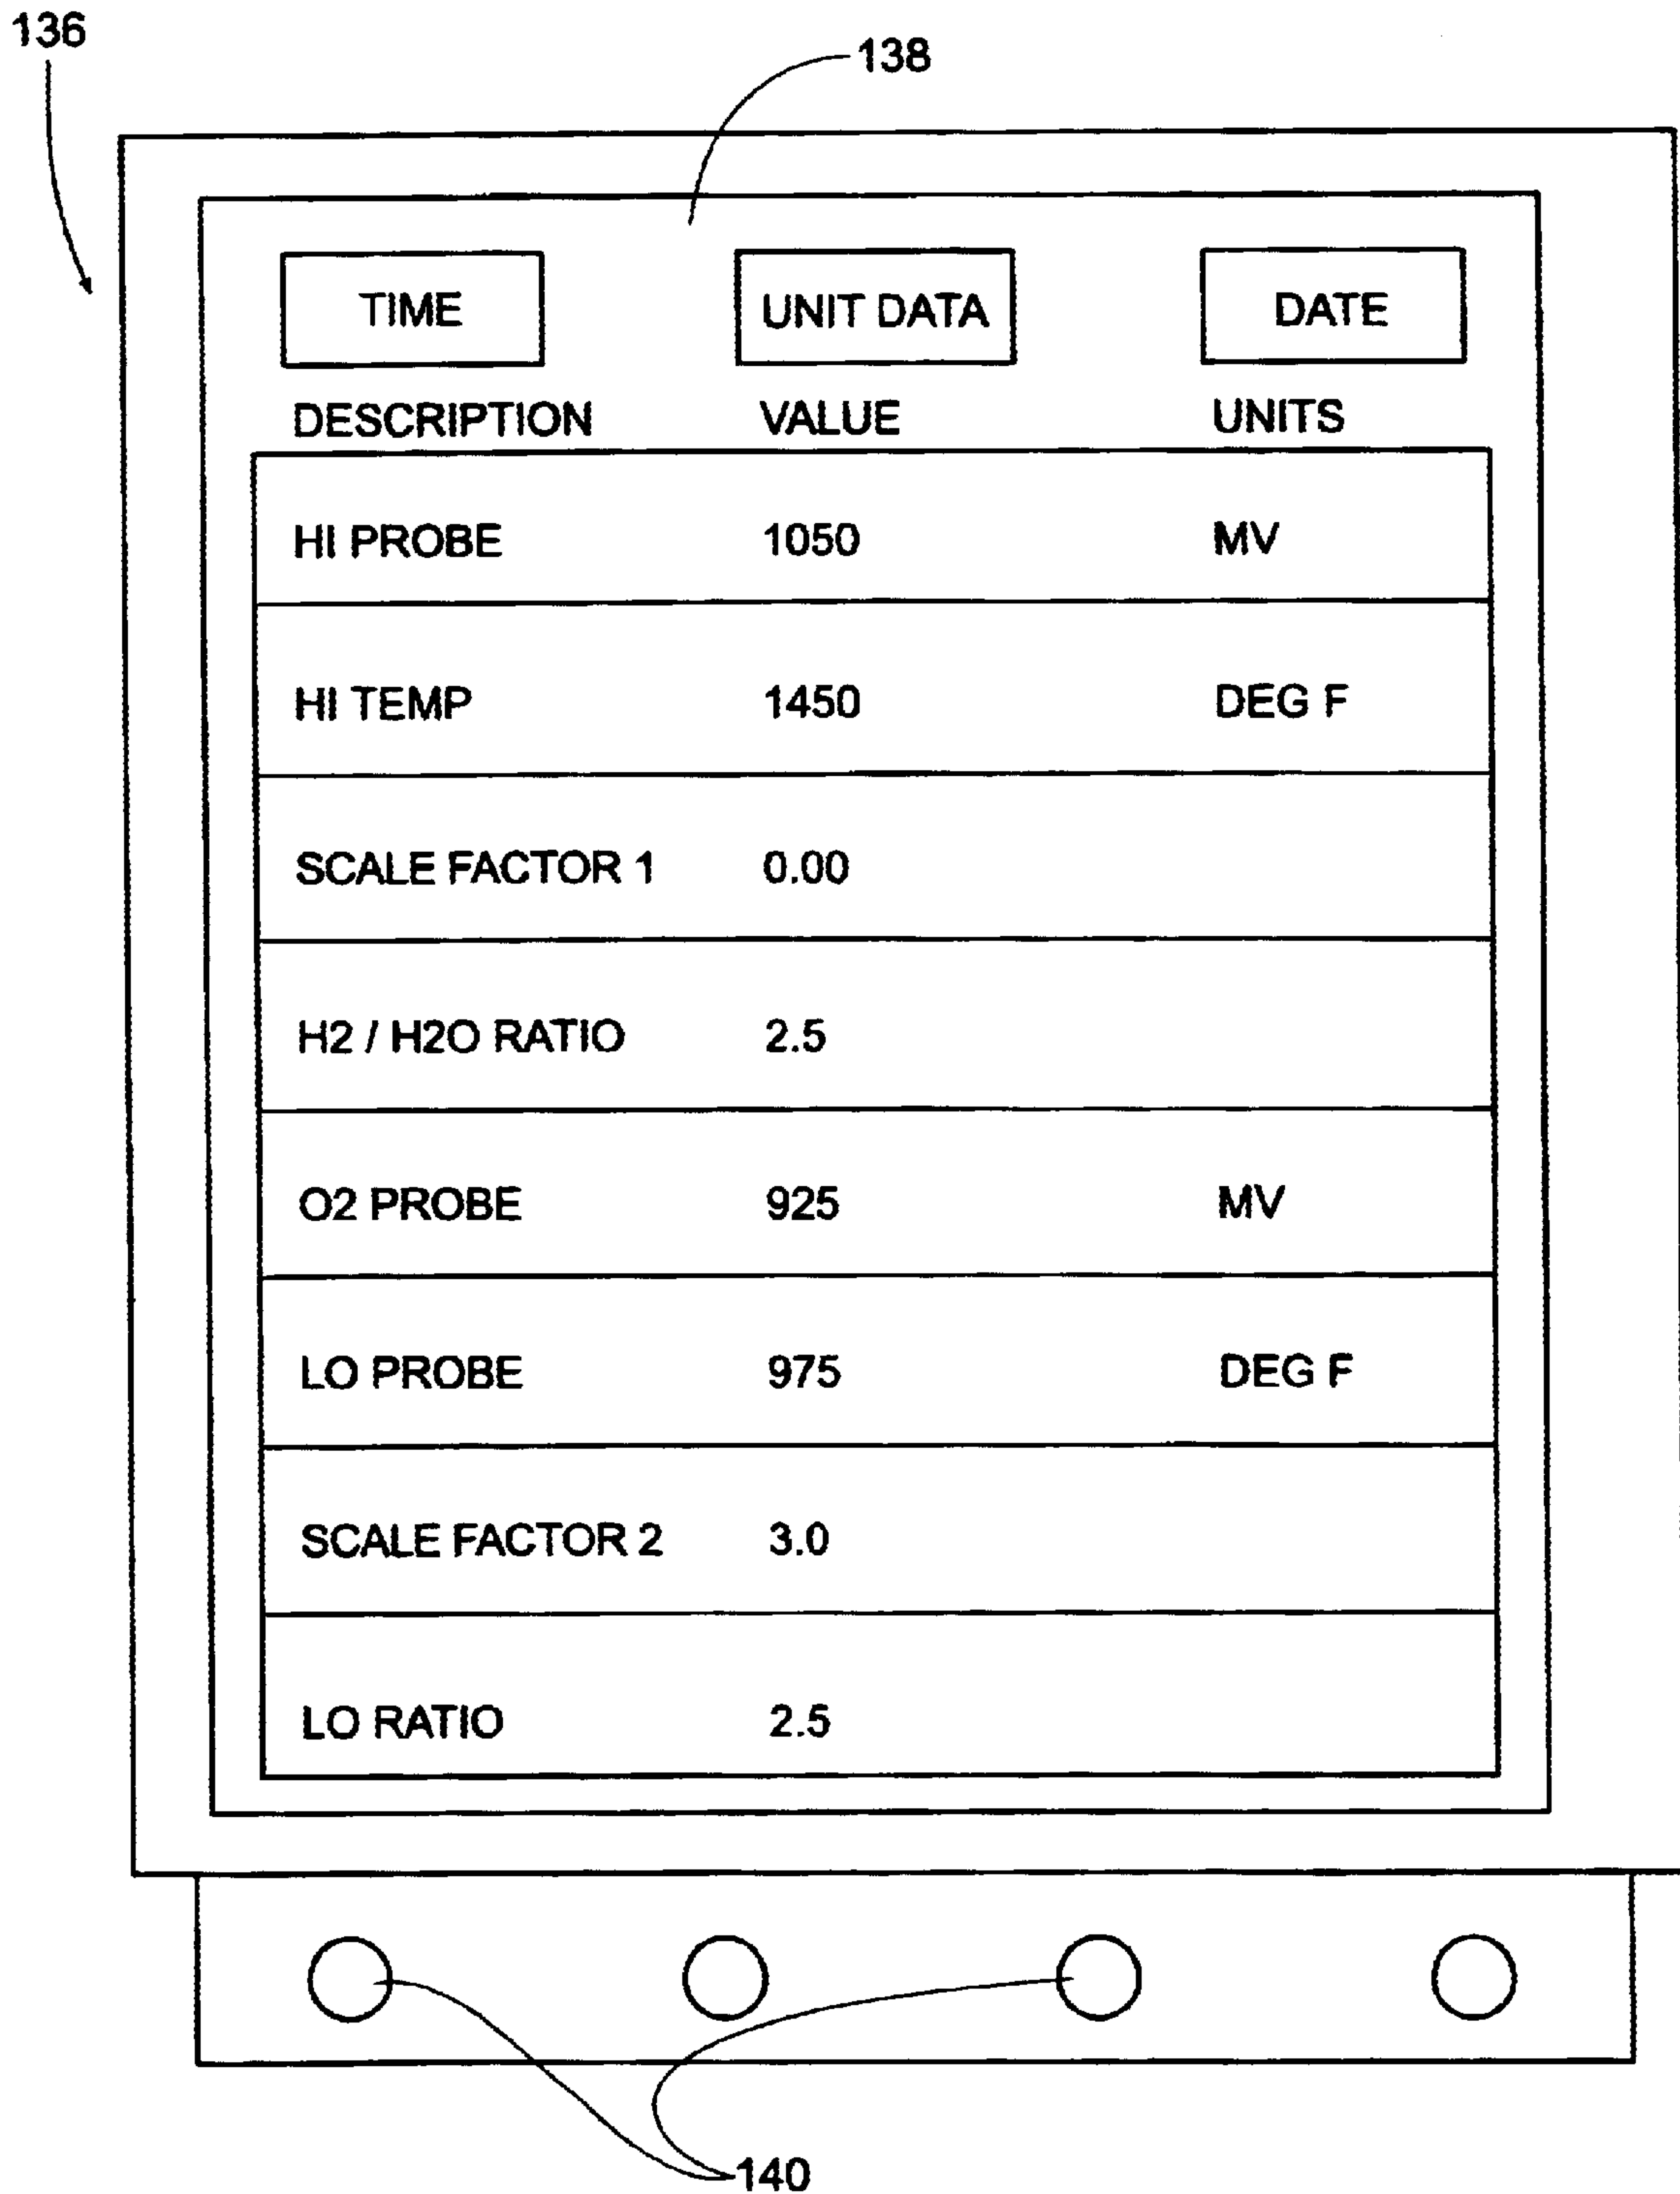 136
138
TIME UNIT DATA DATE
DESCRIPTION VALUE UNITS
HI PROBE 1050 MV
HI TEMP 1450 DEG F
SCALE FACTOR 1 0.00
H2 / H2O RATIO 2.5
O2 PROBE 925 MV
LO PROBE 975 DEG F
SCALE FACTOR 2 3.0
LO RATIO 2.5
140